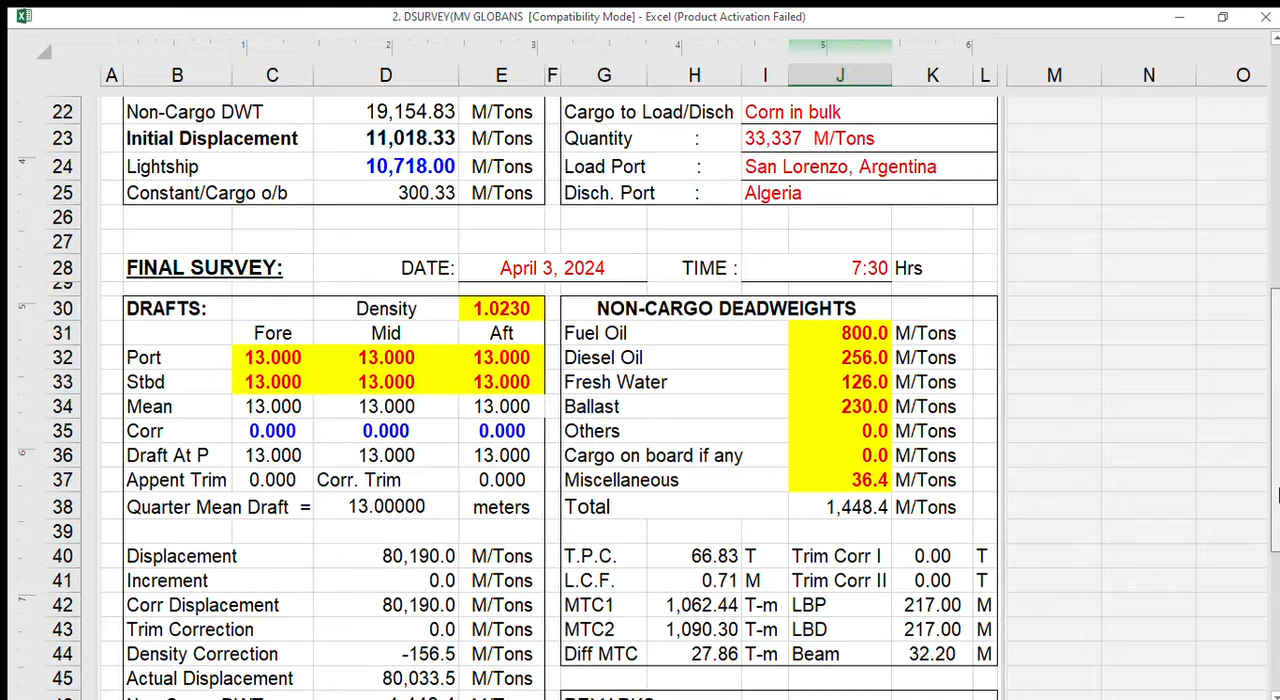 2. DSURVEY(MV GLOBANS [Compatibility Mode] - Excel (Product Activation Failed)
1 2 3 4 5 6
A B C D E F G H I J K L M N O
22 Non-Cargo DWT 19,154.83 M/Tons Cargo to Load/Disch Corn in bulk
23 Initial Displacement 11,018.33 M/Tons Quantity : 33,337 M/Tons
24 Lightship 10,718.00 M/Tons Load Port : San Lorenzo, Argentina
25 Constant/Cargo o/b 300.33 M/Tons Disch. Port : Algeria
26
27
28 FINAL SURVEY: DATE: April 3, 2024 TIME : 7:30 Hrs
29
30 DRAFTS: Density 1.0230 NON-CARGO DEADWEIGHTS
31 Fore Mid Aft Fuel Oil 800.0 M/Tons
32 Port 13.000 13.000 13.000 Diesel Oil 256.0 M/Tons
33 Stbd 13.000 13.000 13.000 Fresh Water 126.0 M/Tons
34 Mean 13.000 13.000 13.000 Ballast 230.0 M/Tons
35 Corr 0.000 0.000 0.000 Others 0.0 M/Tons
36 Draft At P 13.000 13.000 13.000 Cargo on board if any 0.0 M/Tons
37 Appent Trim 0.000 Corr. Trim 0.000 Miscellaneous 36.4 M/Tons
38 Quarter Mean Draft = 13.00000 meters Total 1,448.4 M/Tons
39
40 Displacement 80,190.0 M/Tons T.P.C. 66.83 T Trim Corr I 0.00 T
41 Increment 0.0 M/Tons L.C.F. 0.71 M Trim Corr II 0.00 T
42 Corr Displacement 80,190.0 M/Tons MTC1 1,062.44 T-m LBP 217.00 M
43 Trim Correction 0.0 M/Tons MTC2 1,090.30 T-m LBD 217.00 M
44 Density Correction -156.5 M/Tons Diff MTC 27.86 T-m Beam 32.20 M
45 Actual Displacement 80,033.5 M/Tons